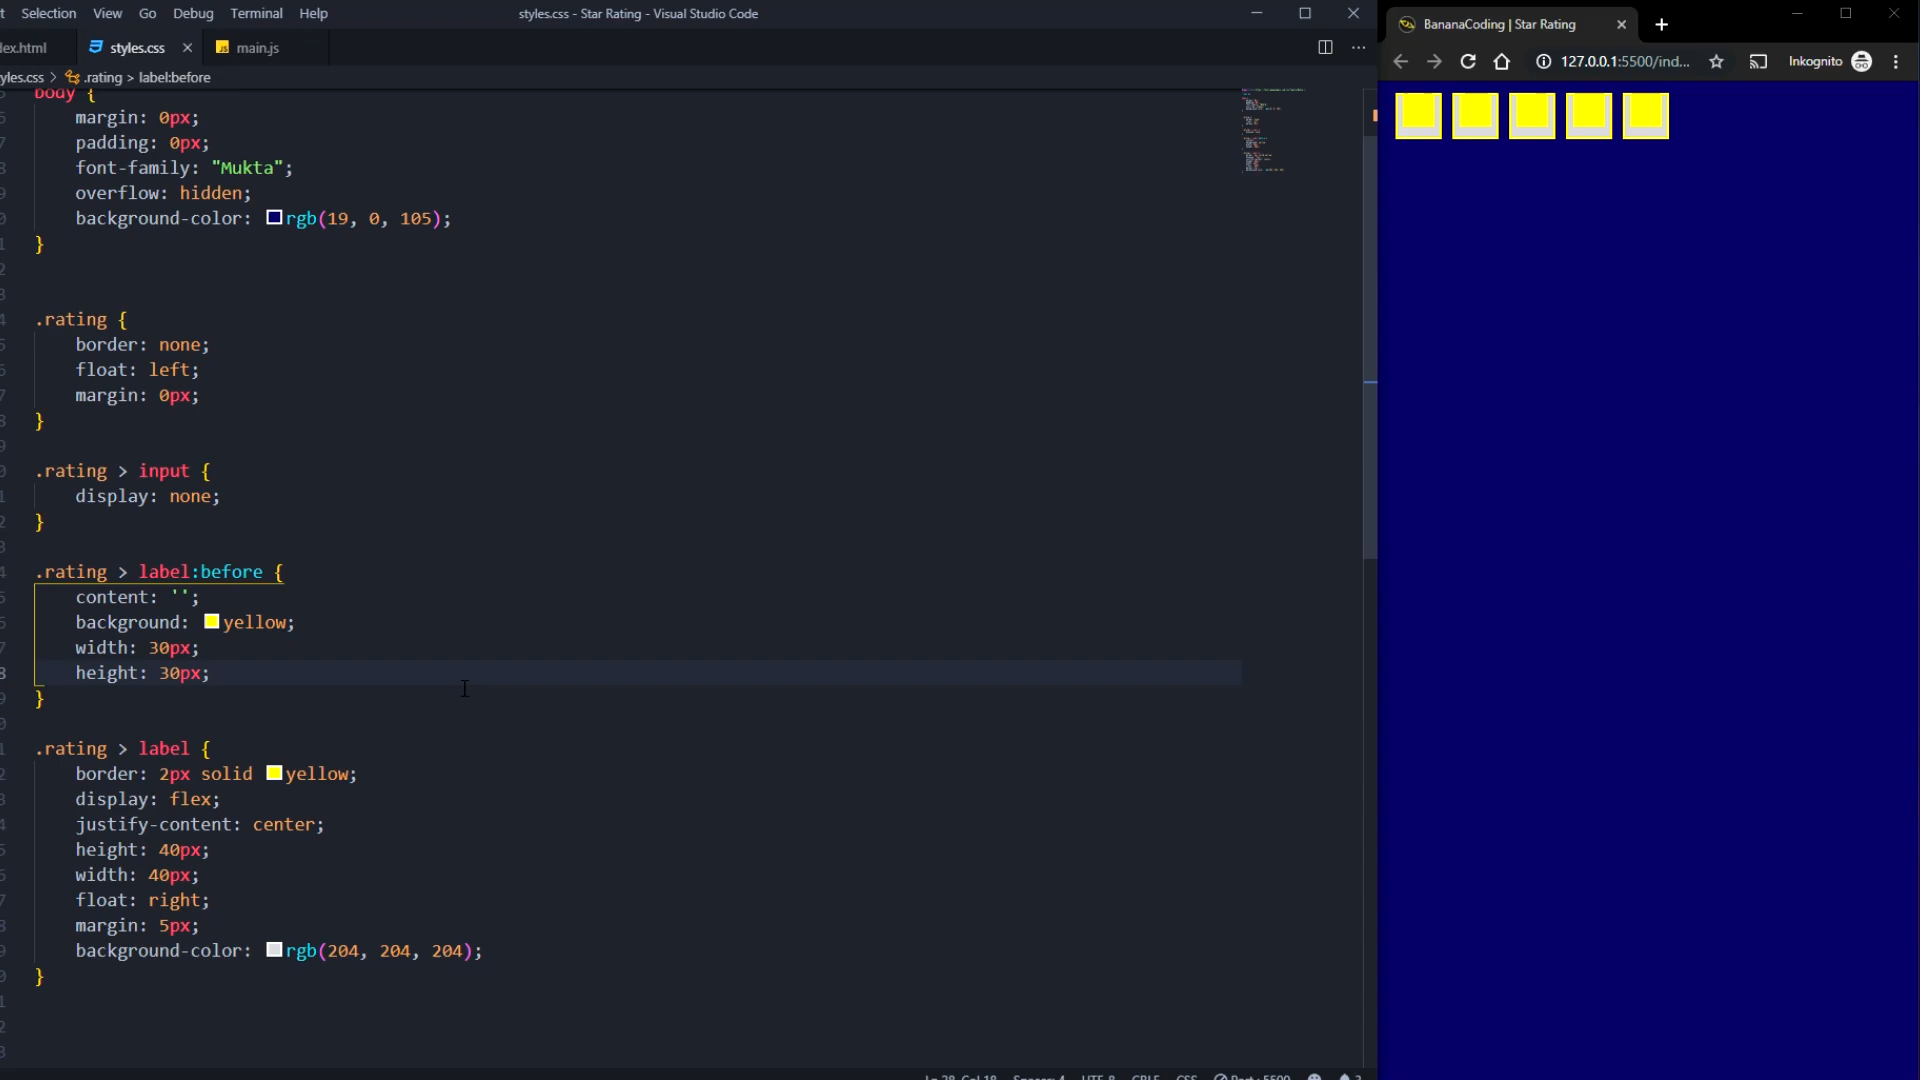 t Selection View Go Debug Terminal Help
styles.css - Star Rating - Visual Studio Code
BananaCoding | Star Rating
dex.html styles.css main.js
127.0.0.1:5500/ind... Inkognito
yles.css > .rating > label:before
body {
margin: 0px;
padding: 0px;
font-family: "Mukta";
overflow: hidden;
background-color: rgb(19, 0, 105);
}
.rating {
border: none;
float: left;
margin: 0px;
}
.rating > input {
display: none;
}
.rating > label:before {
content: '';
background: yellow;
width: 30px;
height: 30px;
}
.rating > label {
border: 2px solid yellow;
display: flex;
justify-content: center;
height: 40px;
width: 40px;
float: right;
margin: 5px;
background-color: rgb(204, 204, 204);
}